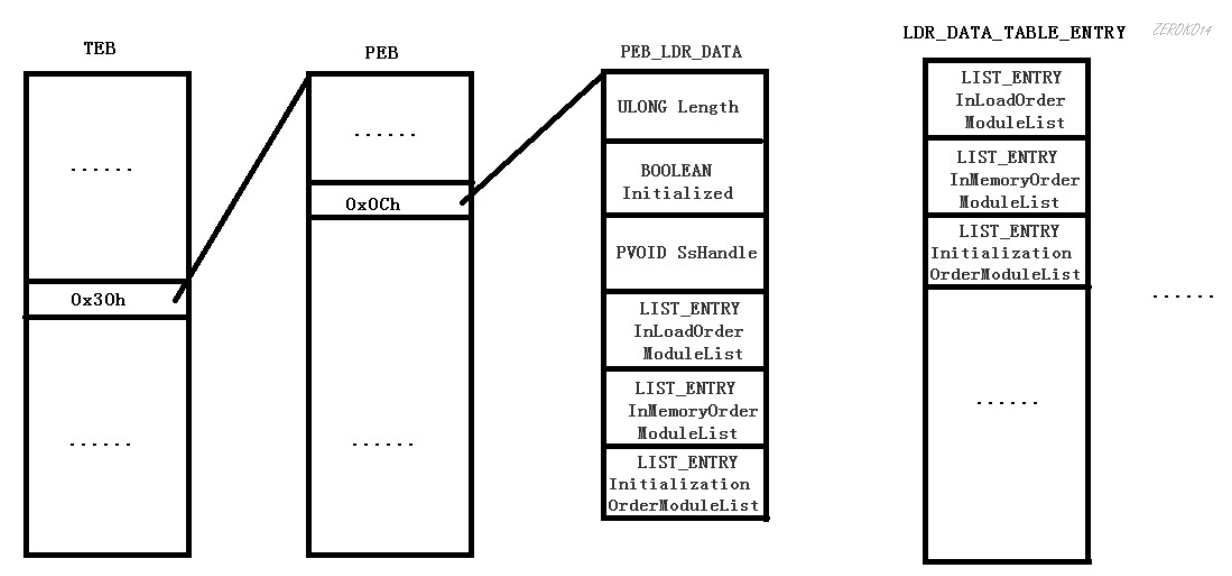 TEB
......
0x30h
......
PEB
......
0x0Ch
......
PEB_LDR_DATA
ULONG Length
BOOLEAN
Initialized
PVOID SsHandle
LIST_ENTRY
InLoadOrder
ModuleList
LIST_ENTRY
InMemoryOrder
ModuleList
LIST_ENTRY
Initialization
OrderModuleList
LDR_DATA_TABLE_ENTRY
LIST_ENTRY
InLoadOrder
ModuleList
LIST_ENTRY
InMemoryOrder
ModuleList
LIST_ENTRY
Initialization
OrderModuleList
......
......
ZEROKO14